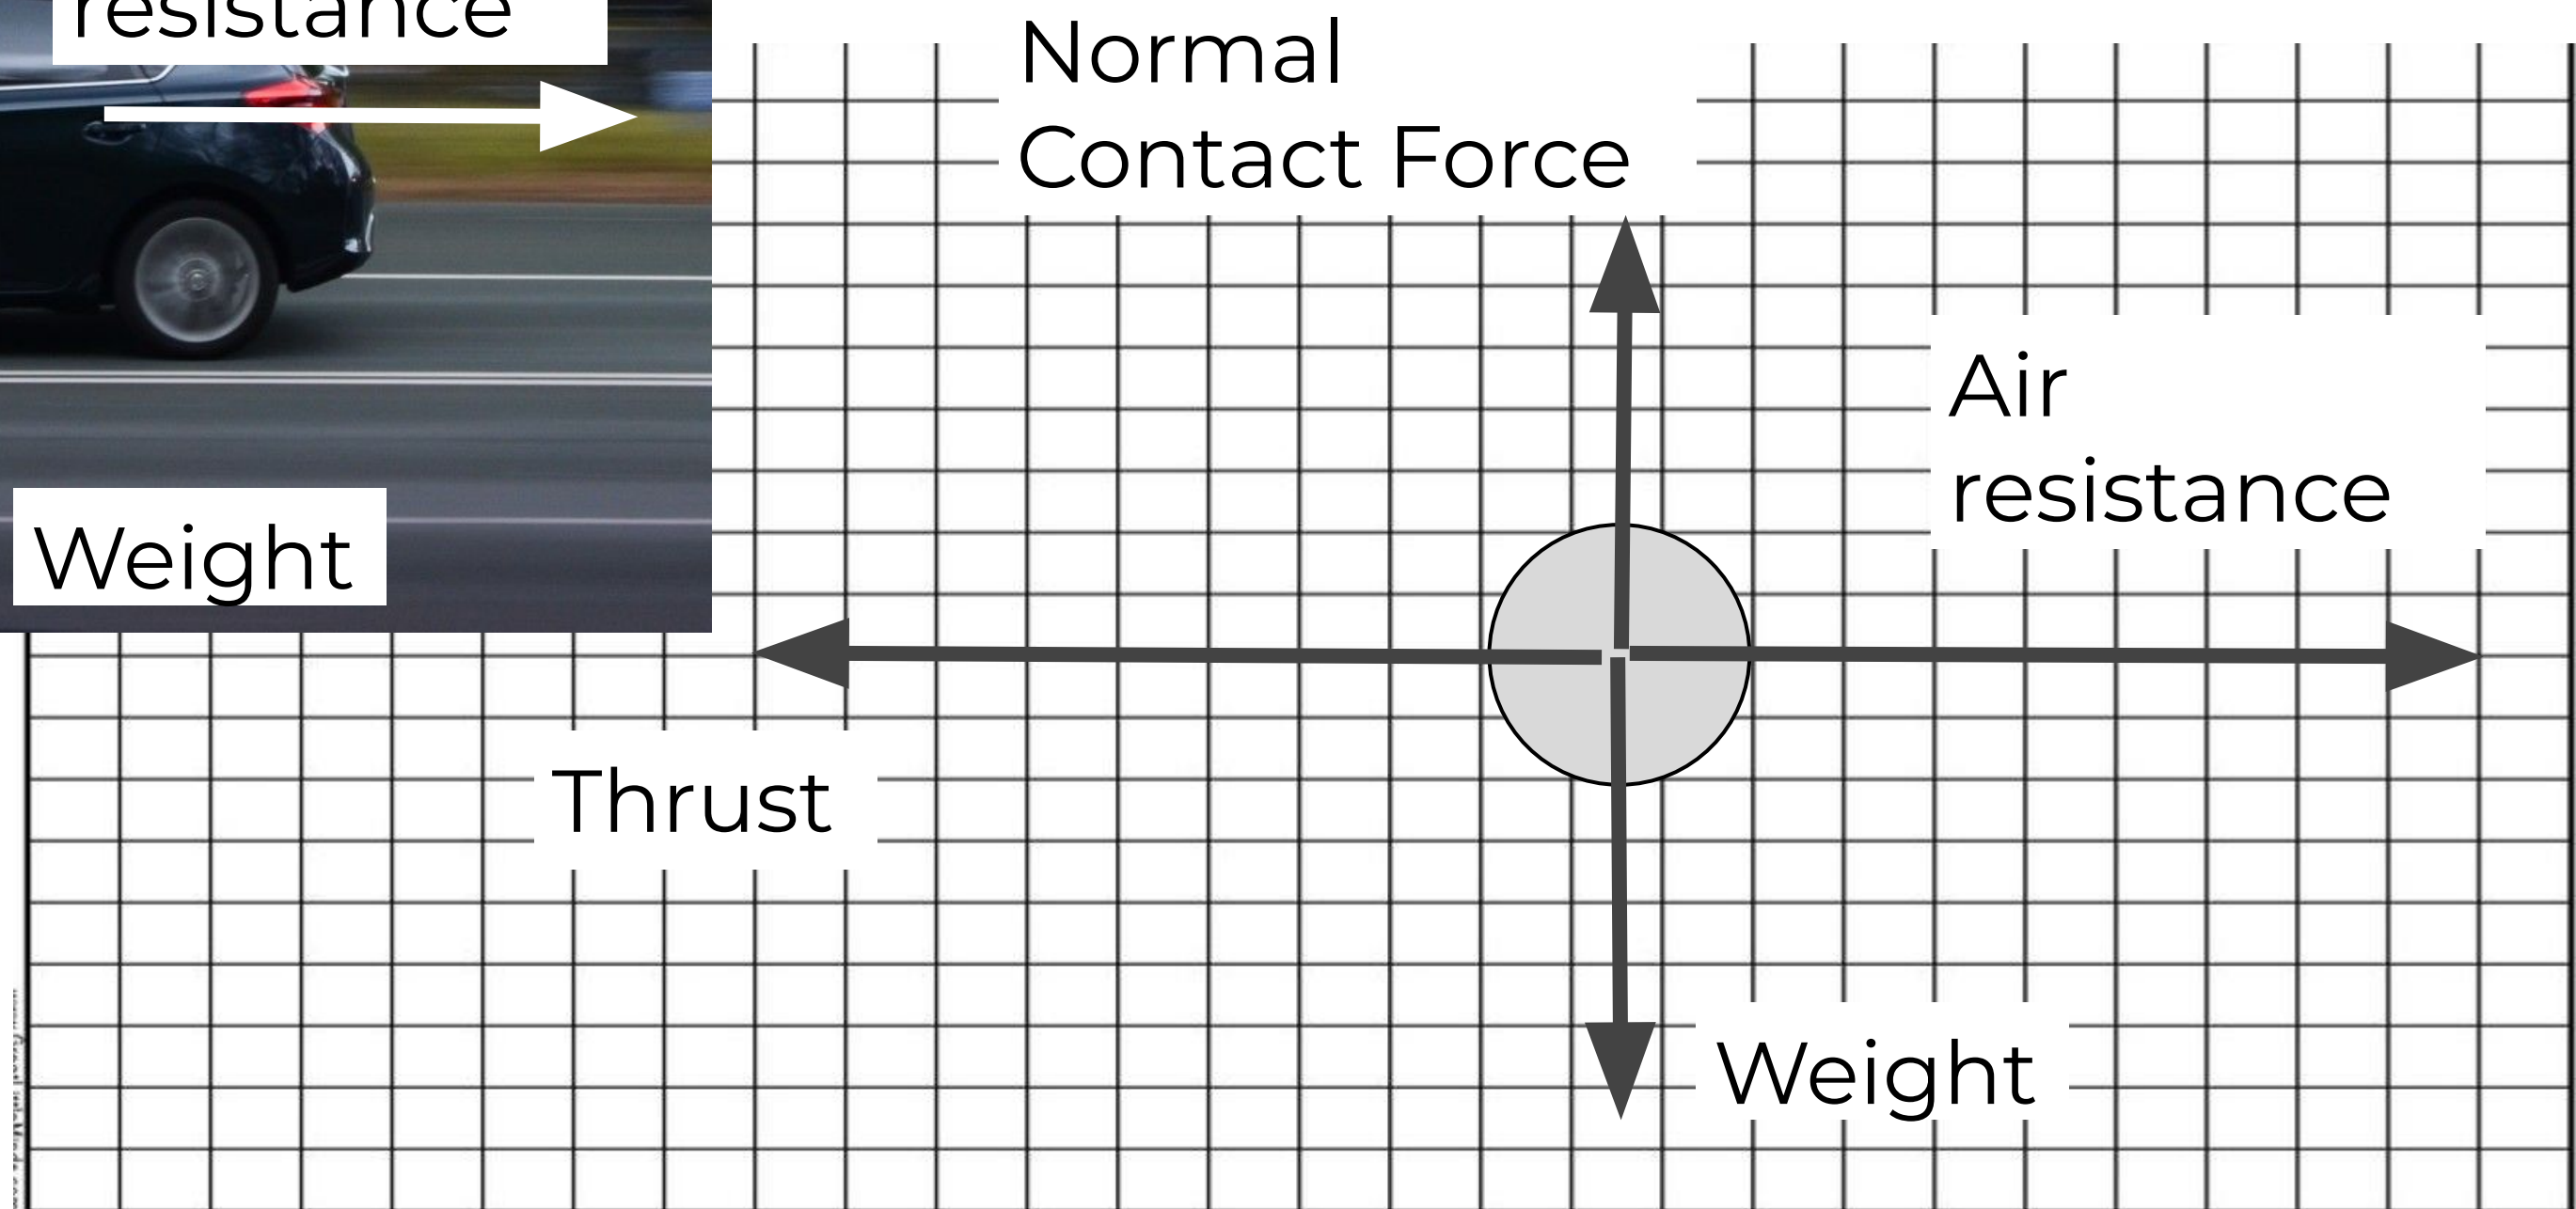 resistance
Weight
Normal
Contact Force
Air
resistance
Thrust
Weight